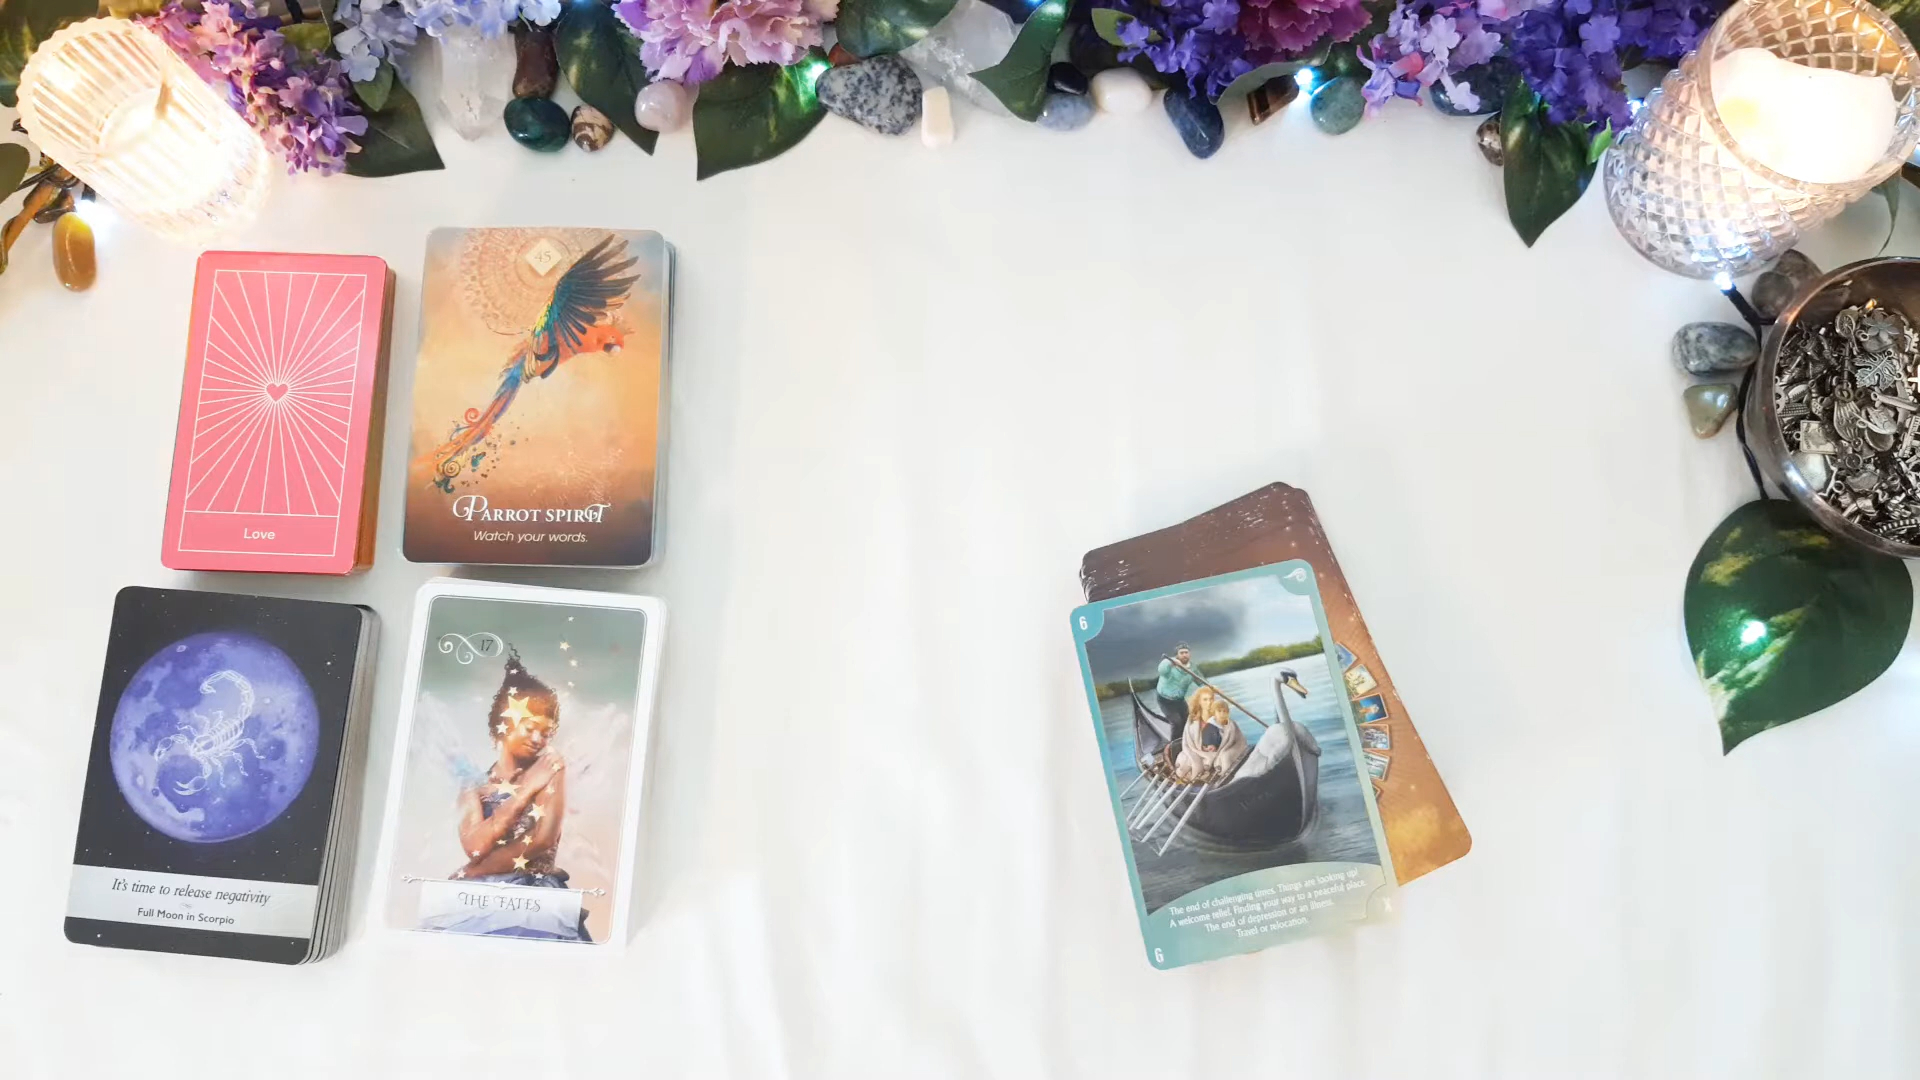 Love
45
PARROT SPIRIT
Watch your words.
It's time to release negativity
Full Moon in Scorpio
17
THE FATES
6
The end of challenging times. Things are looking up!
A welcome relief. Finding your way to a peaceful place.
The end of depression or an illness.
Travel or relocation.
6